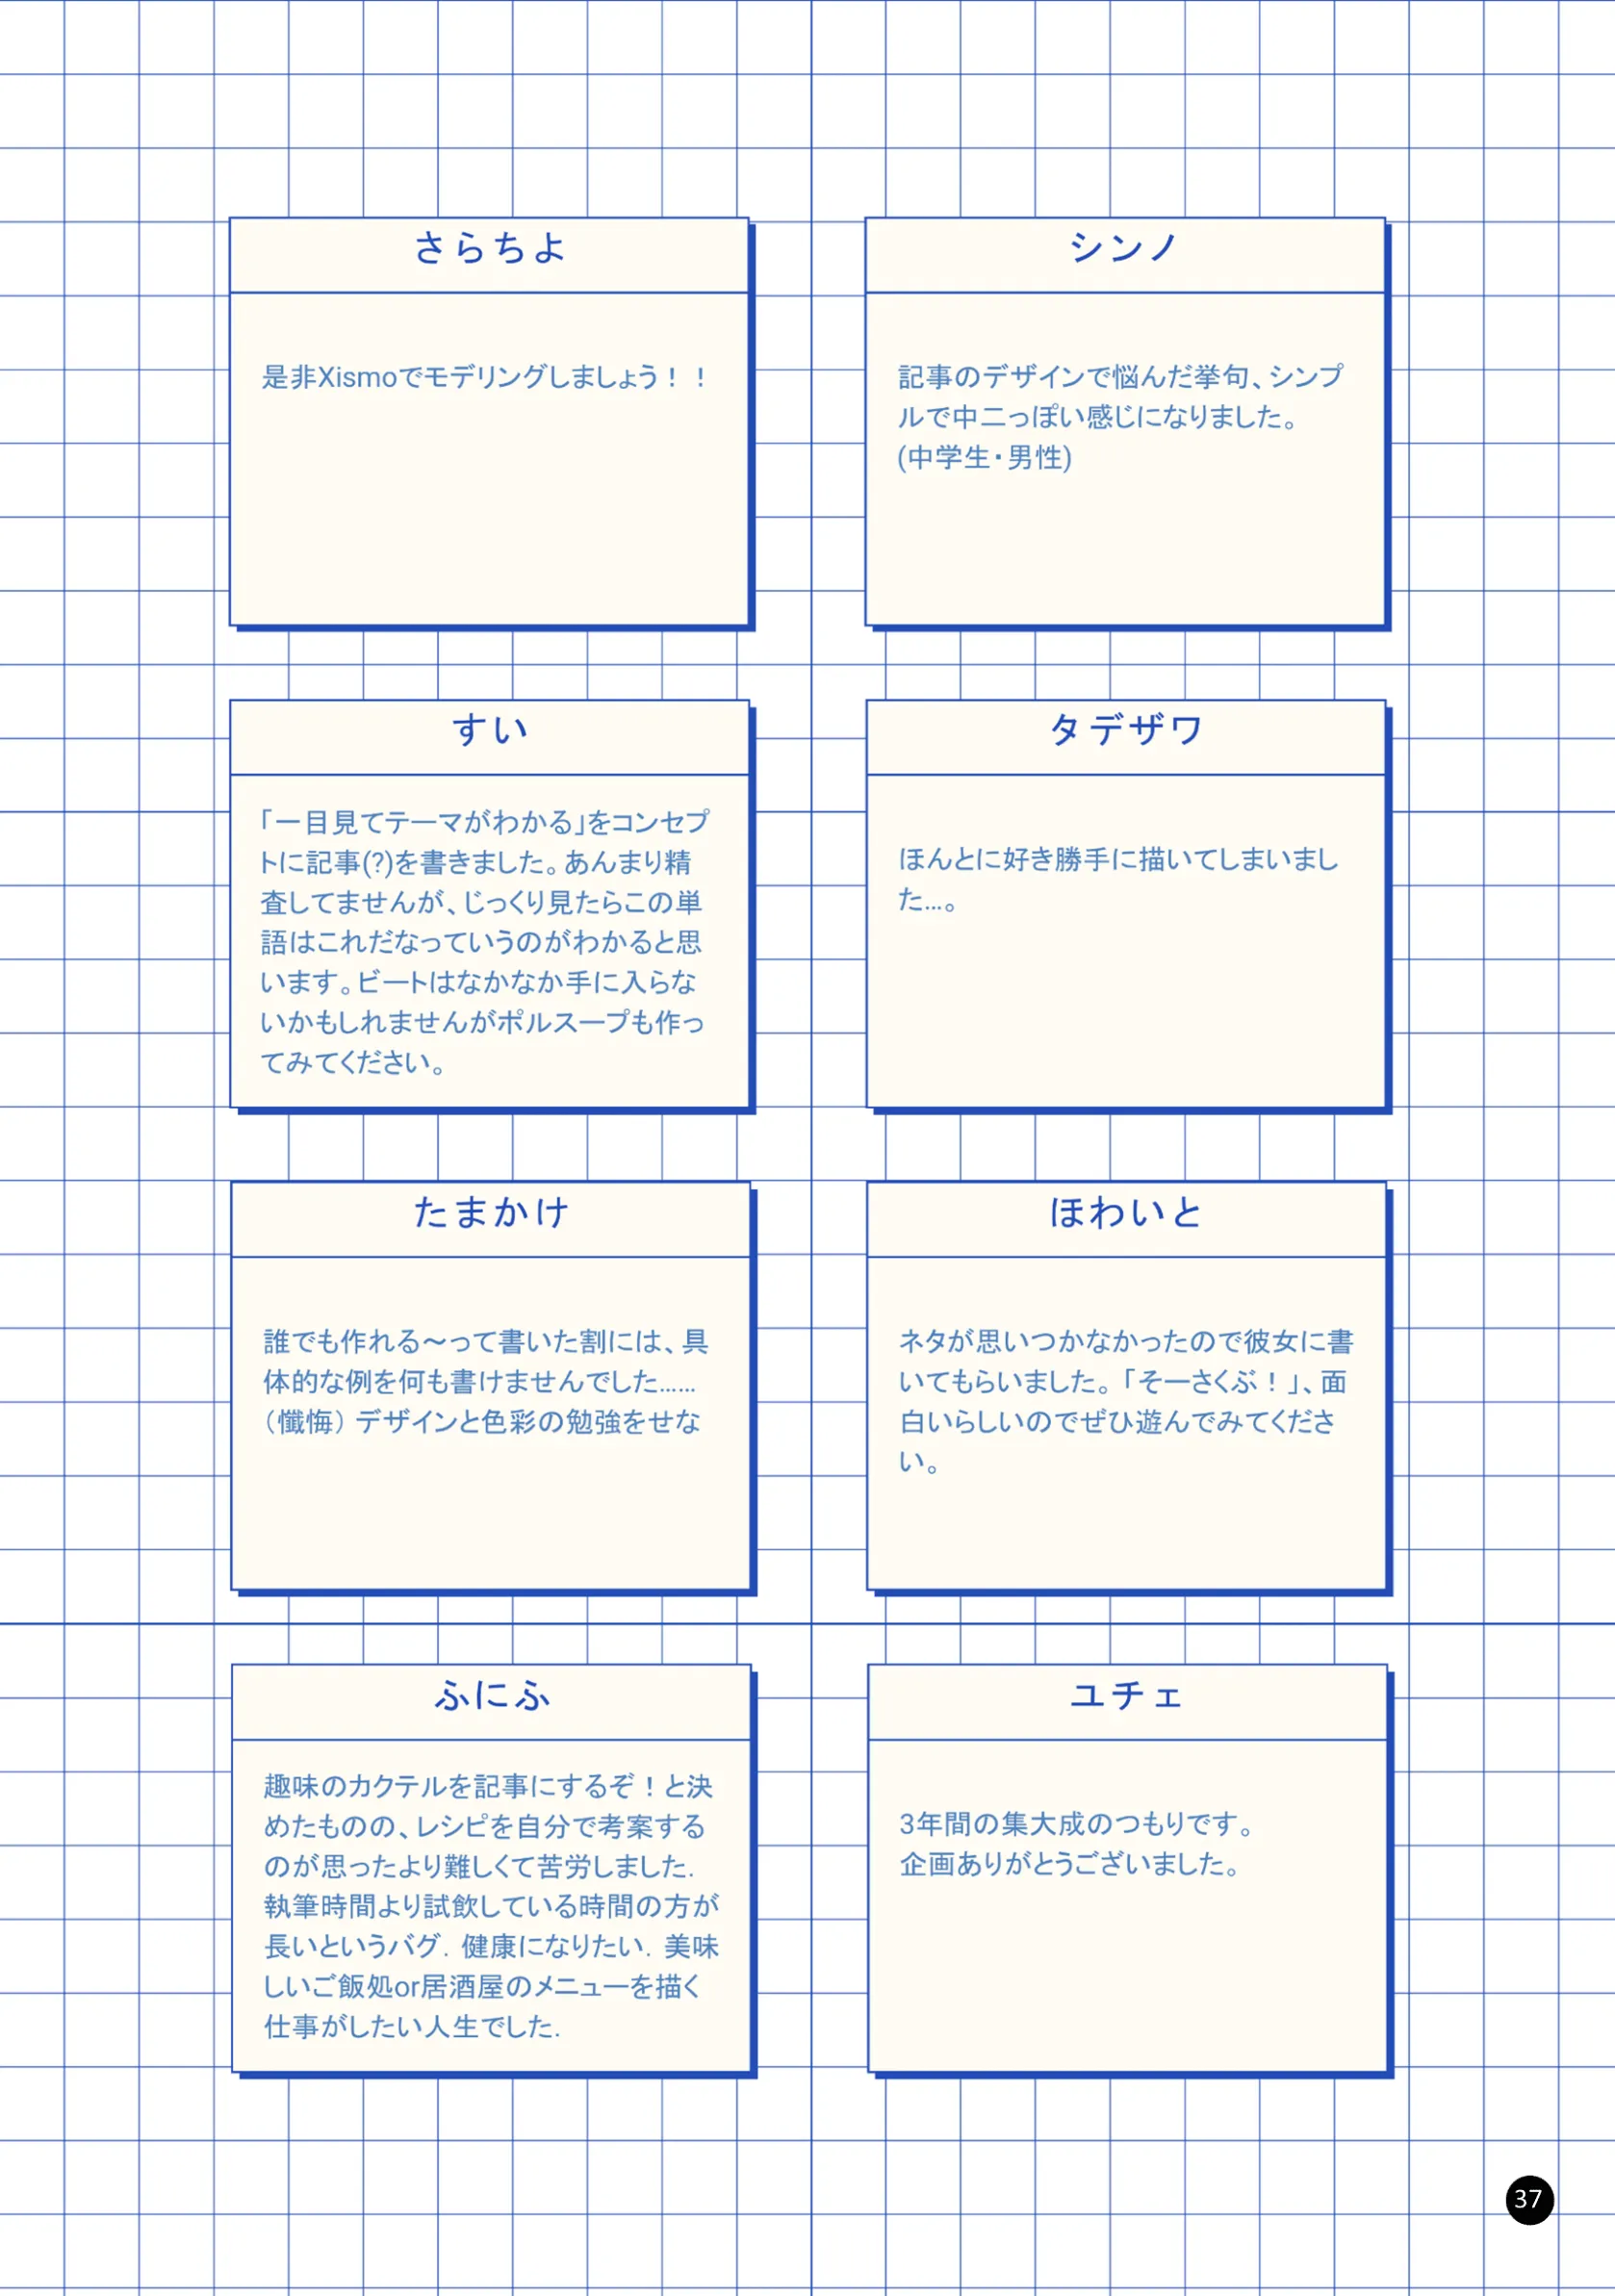 さらちよ
是非Xismoでモデリングしましょう！！
シンノ
記事のデザインで悩んだ挙句、シンプ
ルで中二っぽい感じになりました。
(中学生・男性)
すい
「一目見てテーマがわかる」をコンセプ
トに記事(?)を書きました。あんまり精
査してませんが、じっくり見たらこの単
語はこれだなっていうのがわかると思
います。ビートはなかなか手に入らな
いかもしれませんがボルスープも作っ
てみてください。
タデザワ
ほんとに好き勝手に描いてしまいまし
た...。
たまかけ
誰でも作れる〜って書いた割には、具
体的な例を何も書けませんでした......
（懺悔）デザインと色彩の勉強をせな
ほわいと
ネタが思いつかなかったので彼女に書
いてもらいました。「そーさくぶ！」、面
白いらしいのでぜひ遊んでみてくださ
い。
ふにふ
趣味のカクテルを記事にするぞ！と決
めたものの、レシピを自分で考案する
のが思ったより難しくて苦労しました.
執筆時間より試飲している時間の方が
長いというバグ. 健康になりたい. 美味
しいご飯処or居酒屋のメニューを描く
仕事がしたい人生でした.
ユチェ
3年間の集大成のつもりです。
企画ありがとうございました。
37